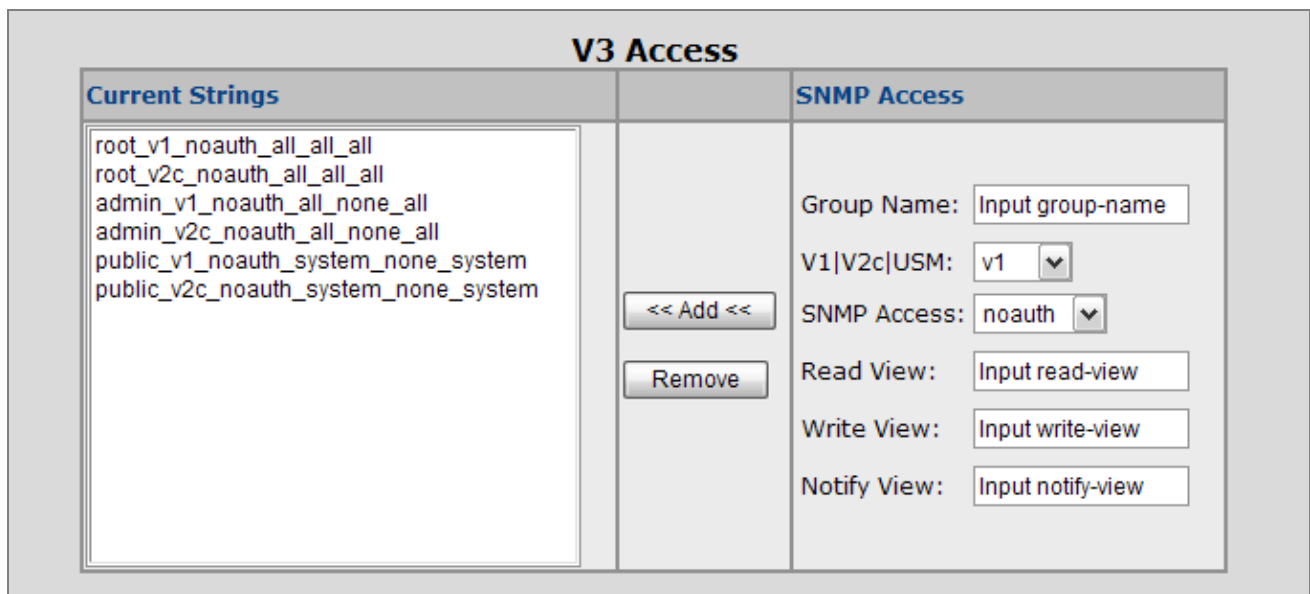 V3 Access
Current Strings
SNMP Access
root_v1_noauth_all_all_all
root_v2c_noauth_all_all_all
admin_v1_noauth_all_none_all
admin_v2c_noauth_all_none_all
public_v1_noauth_system_none_system
public_v2c_noauth_system_none_system
<< Add <<
Remove
Group Name: Input group-name
V1|V2c|USM: v1
SNMP Access: noauth
Read View: Input read-view
Write View: Input write-view
Notify View: Input notify-view